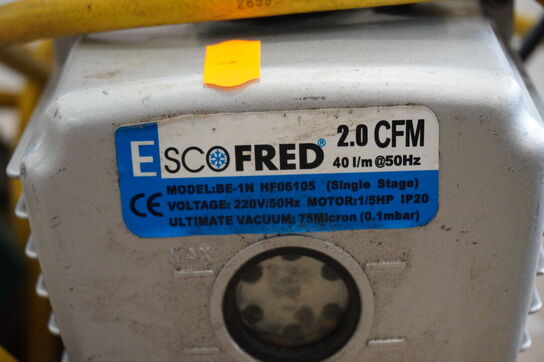 2656
ESCOFRED® 2.0 CFM
40 l/m @50Hz
MODEL:BE-1N HF06105 (Single Stage)
CE VOLTAGE: 220V/50Hz MOTOR:1/5HP IP20
ULTIMATE VACUUM: 75Micron (0.1mbar)
MAX